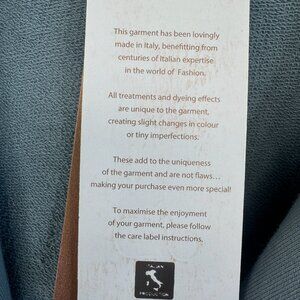 This garment has been lovingly
made in Italy, benefitting from
centuries of Italian expertise
in the world of Fashion.
All treatments and dyeing effects
are unique to the garment,
creating slight changes in colour
or tiny imperfections.
These add to the uniqueness
of the garment and are not flaws...
making your purchase even more special!
To maximise the enjoyment
of your garment, please follow
the care label instructions.
ITALIAN
PRODUCTION